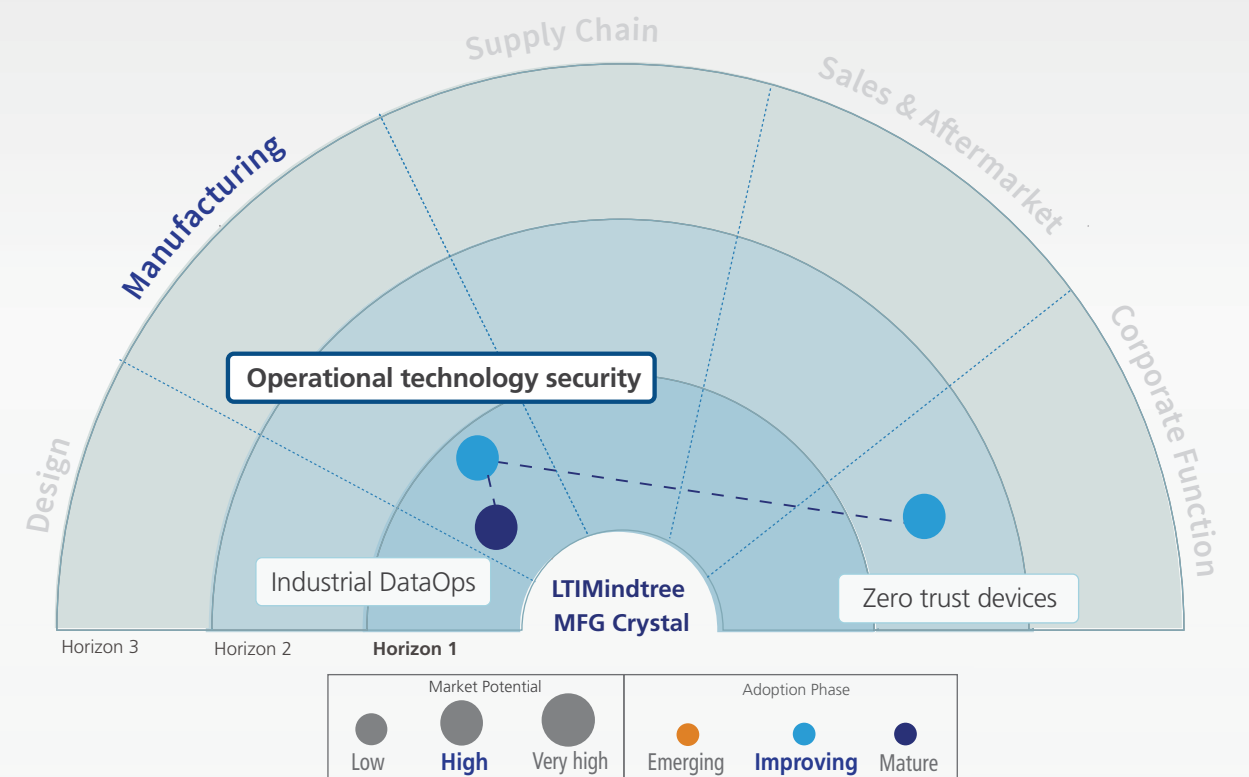 Supply Chain
Sales & Aftermarket
Manufacturing
Corporate Function
Design
Operational technology security
Industrial DataOps
Zero trust devices
LTIMindtree
MFG Crystal
Horizon 3
Horizon 2
Horizon 1
Market Potential
Low
High
Very high
Adoption Phase
Emerging
Improving
Mature